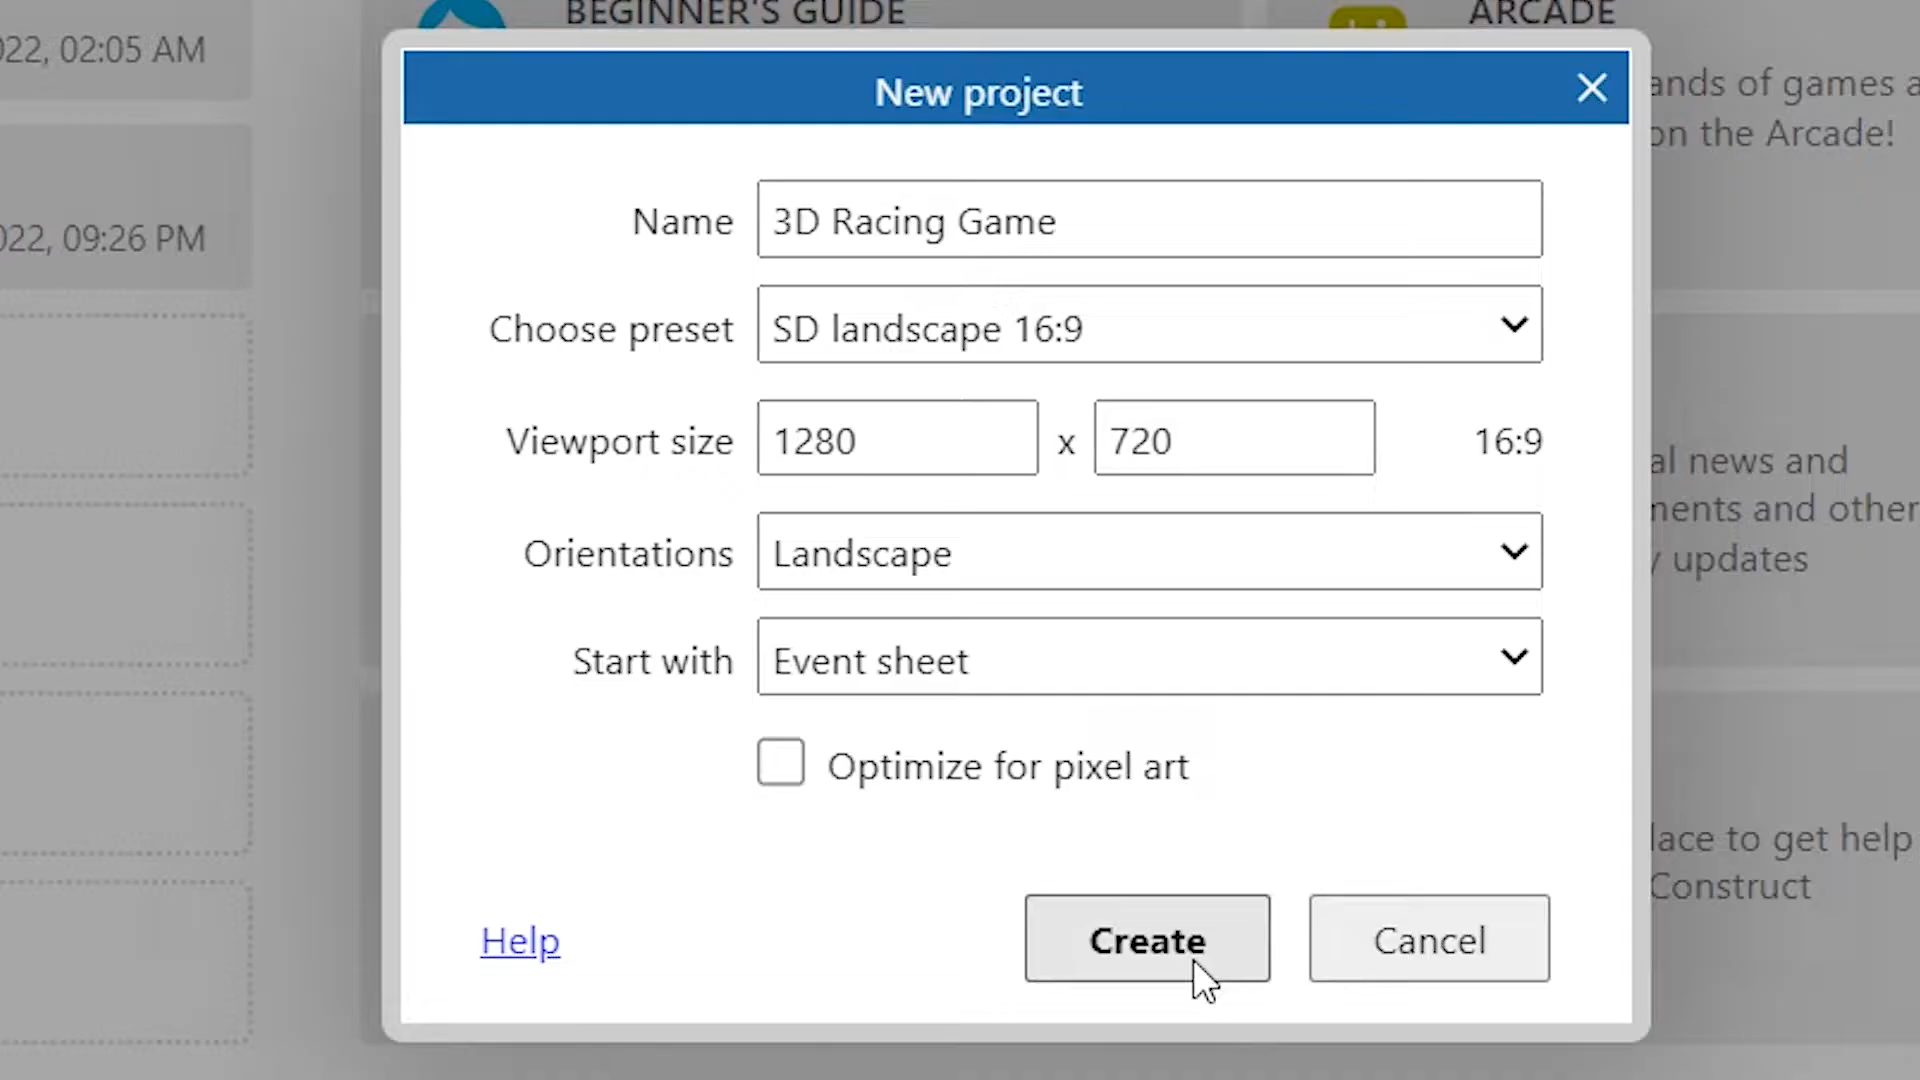 BEGINNER'S GUIDE
ARCADE
022, 02:05 AM
ands of games a
on the Arcade!
022, 09:26 PM
New project
Name
3D Racing Game
Choose preset
SD landscape 16:9
Viewport size
1280
x
720
16:9
Orientations
Landscape
Start with
Event sheet
Optimize for pixel art
Help
Create
Cancel
al news and
ments and other
y updates
lace to get help
Construct